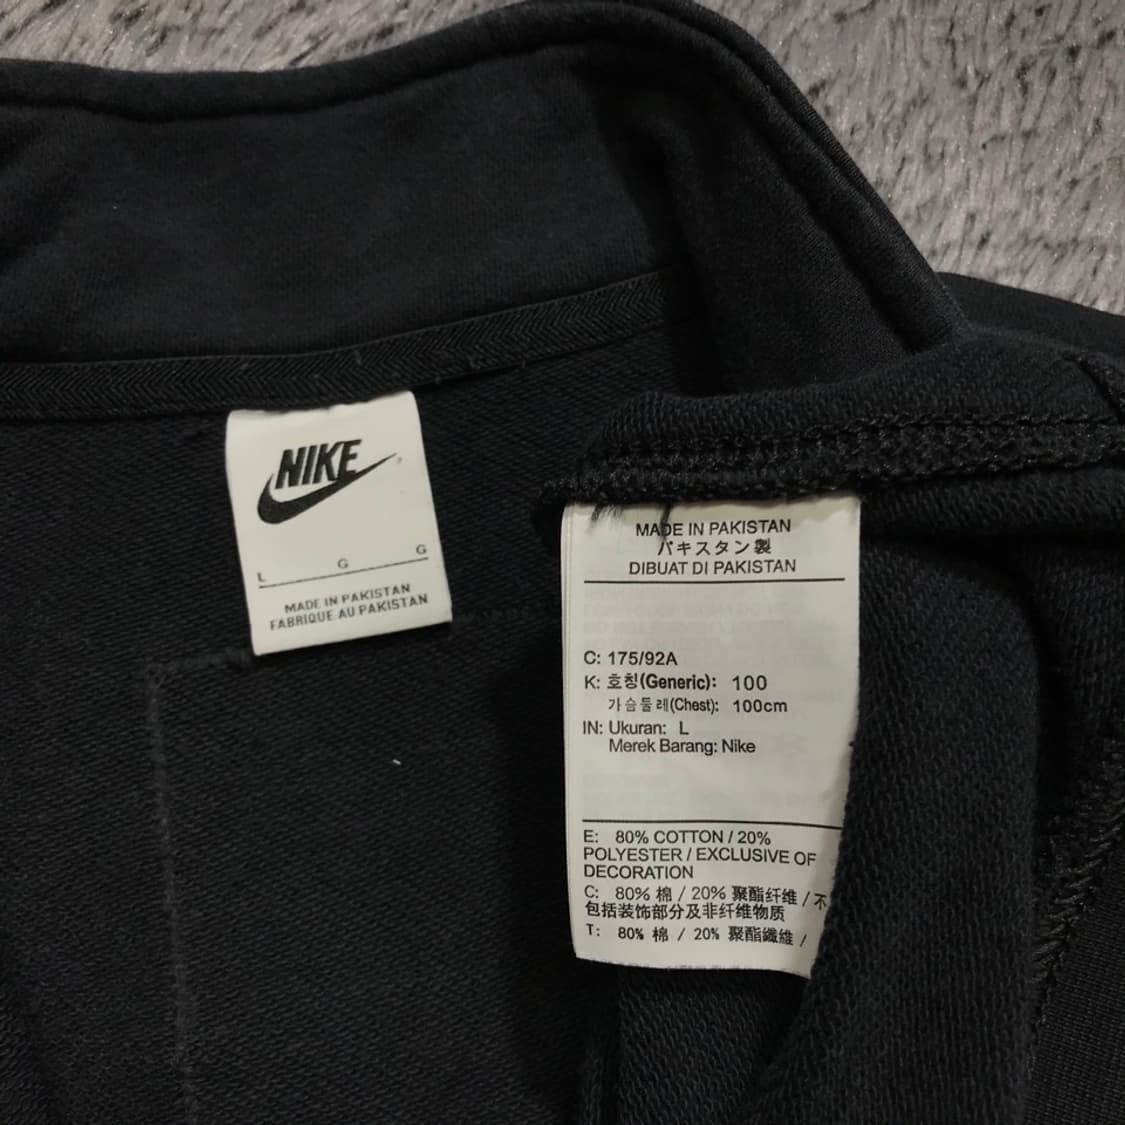 NIKE
L G G
MADE IN PAKISTAN
FABRIQUE AU PAKISTAN
MADE IN PAKISTAN
パキスタン製
DIBUAT DI PAKISTAN
C: 175/92A
K: 호칭(Generic): 100
가슴둘레(Chest): 100cm
IN: Ukuran: L
Merek Barang: Nike
E: 80% COTTON / 20%
POLYESTER / EXCLUSIVE OF
DECORATION
C: 80% 棉 / 20% 聚酯纤维 / 不
包括装饰部分及非纤维物质
T: 80% 棉 / 20% 聚酯纖維 /